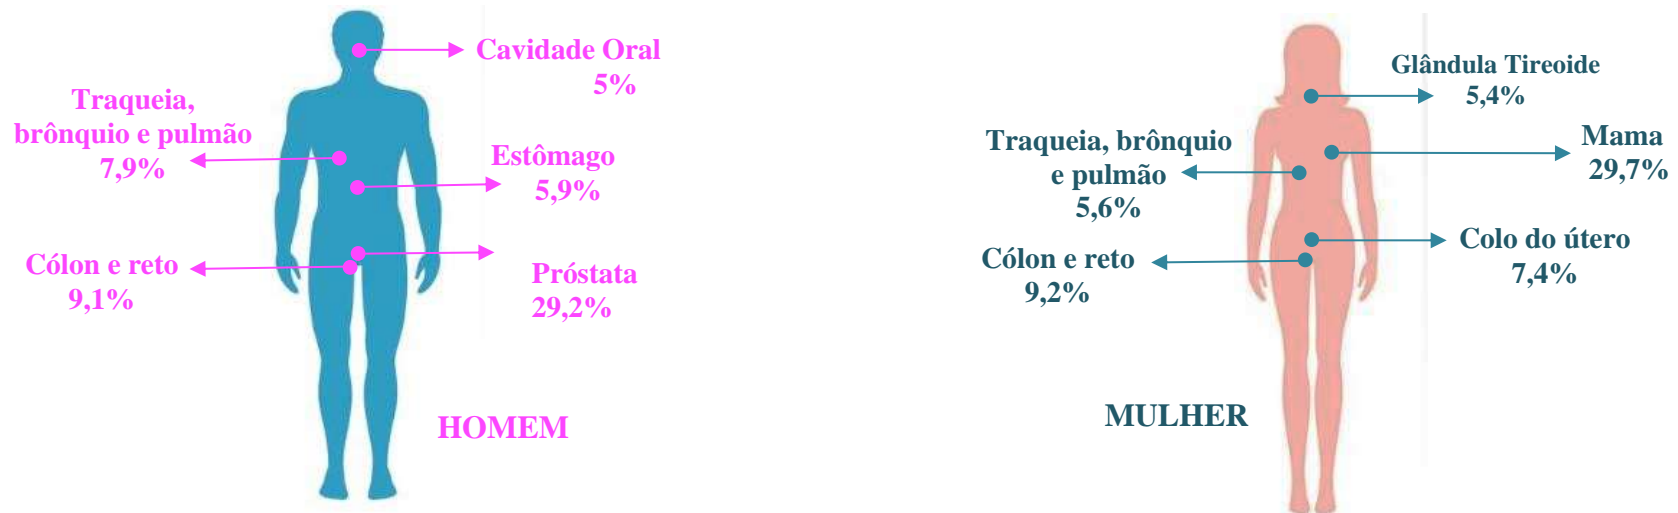 Cavidade Oral
5%
Traqueia,
brônquio e pulmão
7,9%
Estômago
5,9%
Cólon e reto
9,1%
Próstata
29,2%
HOMEM
Glândula Tireoide
5,4%
Traqueia, brônquio
e pulmão
5,6%
Mama
29,7%
Colo do útero
7,4%
Cólon e reto
9,2%
MULHER